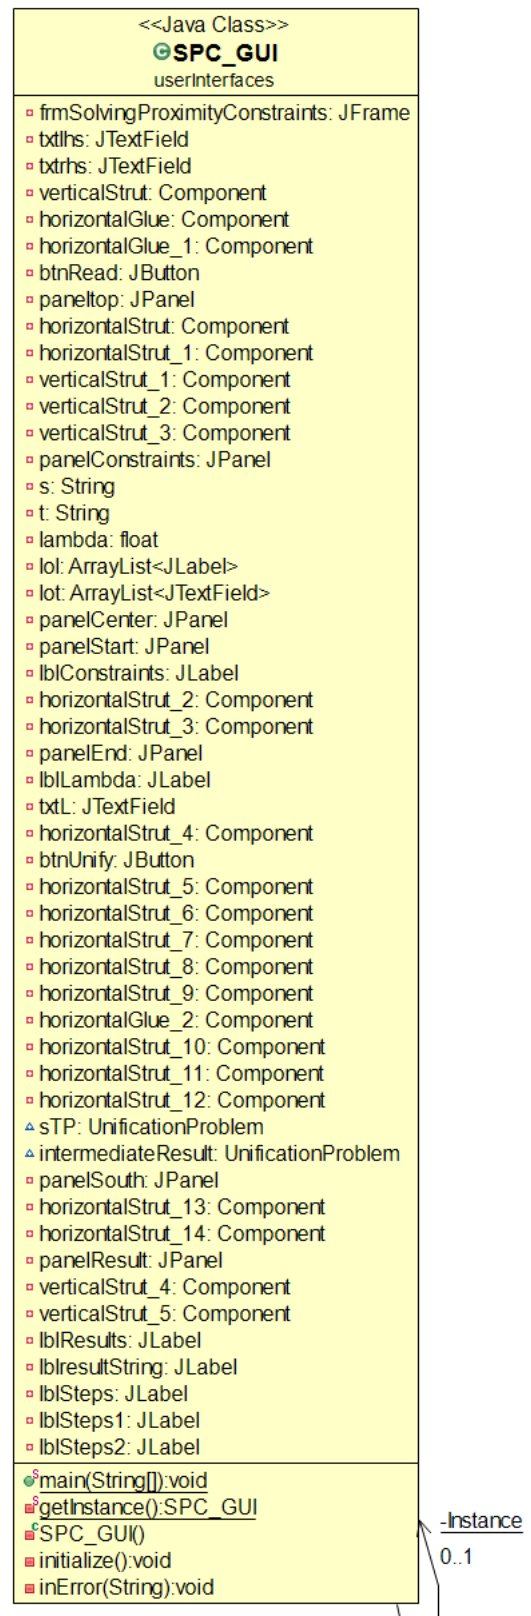 <<Java Class>>
SPC_GUI
userInterfaces
frmSolvingProximityConstraints: JFrame
txtlhs: JTextField
txtrhs: JTextField
verticalStrut: Component
horizontalGlue: Component
horizontalGlue_1: Component
btnRead: JButton
paneltop: JPanel
horizontalStrut: Component
horizontalStrut_1: Component
verticalStrut_1: Component
verticalStrut_2: Component
verticalStrut_3: Component
panelConstraints: JPanel
s: String
t: String
lambda: float
lol: ArrayList<JLabel>
lot: ArrayList<JTextField>
panelCenter: JPanel
panelStart: JPanel
lblConstraints: JLabel
horizontalStrut_2: Component
horizontalStrut_3: Component
panelEnd: JPanel
lblLambda: JLabel
txtL: JTextField
horizontalStrut_4: Component
btnUnify: JButton
horizontalStrut_5: Component
horizontalStrut_6: Component
horizontalStrut_7: Component
horizontalStrut_8: Component
horizontalStrut_9: Component
horizontalGlue_2: Component
horizontalStrut_10: Component
horizontalStrut_11: Component
horizontalStrut_12: Component
sTP: UnificationProblem
intermediateResult: UnificationProblem
panelSouth: JPanel
horizontalStrut_13: Component
horizontalStrut_14: Component
panelResult: JPanel
verticalStrut_4: Component
verticalStrut_5: Component
lblResults: JLabel
lblresultString: JLabel
lblSteps: JLabel
lblSteps1: JLabel
lblSteps2: JLabel
main(String[]):void
getInstance():SPC_GUI
SPC_GUI()
initialize():void
inError(String):void
-Instance
0..1